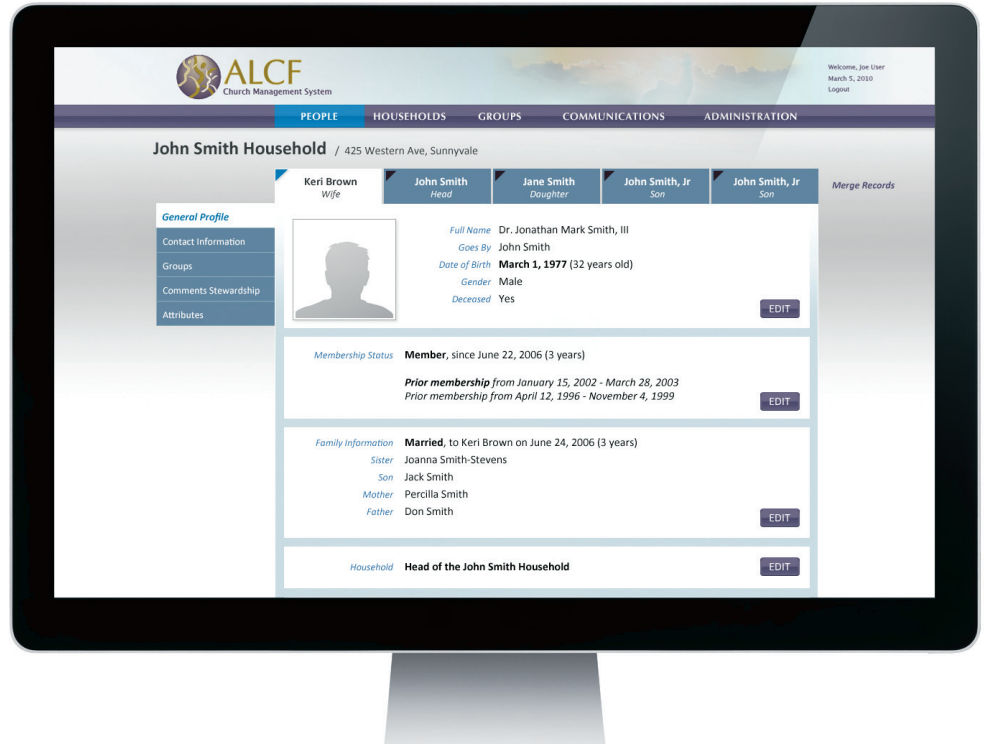 ALCF
Church Management System
Welcome, Joe User
March 5, 2010
Logout
PEOPLE HOUSEHOLDS GROUPS COMMUNICATIONS ADMINISTRATION
John Smith Household / 425 Western Ave, Sunnyvale
Keri Brown John Smith Jane Smith John Smith, Jr John Smith, Jr
Wife Head Daughter Son Son
Merge Records
General Profile
Contact Information
Groups
Comments Stewardship
Attributes
Full Name Dr. Jonathan Mark Smith, III
Goes By John Smith
Date of Birth March 1, 1977 (32 years old)
Gender Male
Deceased Yes
EDIT
Membership Status Member, since June 22, 2006 (3 years)
Prior membership from January 15, 2002 - March 28, 2003
Prior membership from April 12, 1996 - November 4, 1999
EDIT
Family Information Married, to Keri Brown on June 24, 2006 (3 years)
Sister Joanna Smith-Stevens
Son Jack Smith
Mother Percilla Smith
Father Don Smith
EDIT
Household Head of the John Smith Household
EDIT